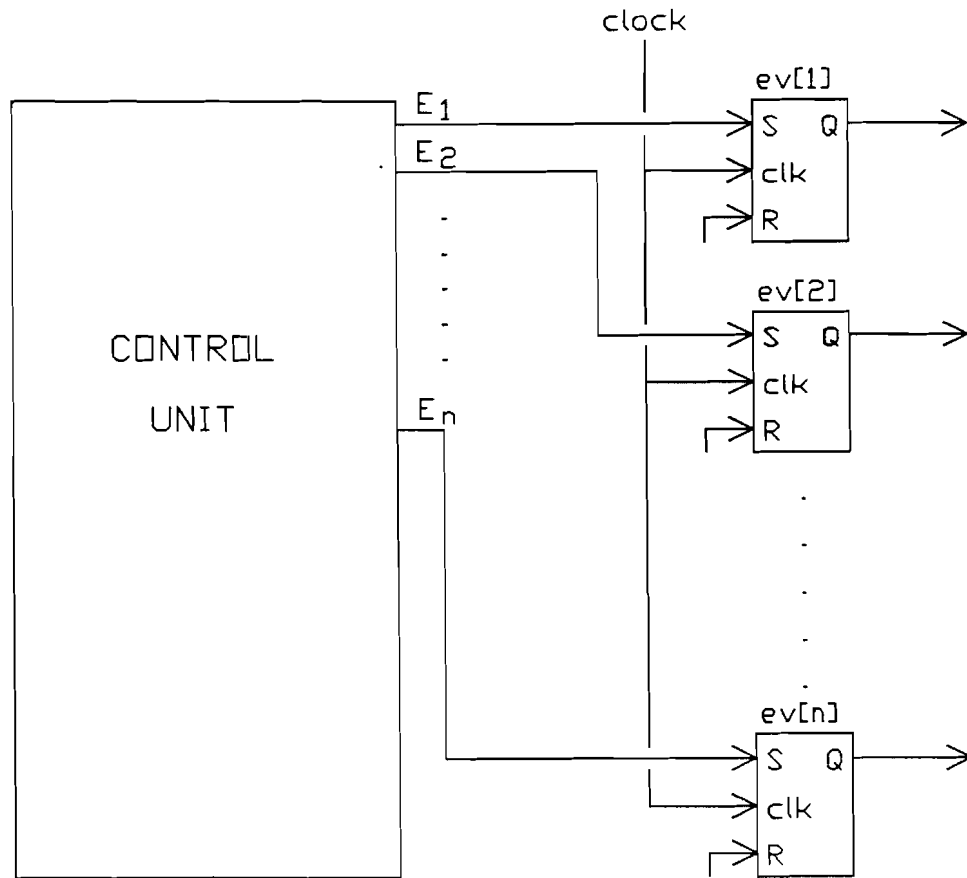 clock
ev[1]
E1
S Q
E2
clk
R
ev[2]
S Q
CONTROL
clk
UNIT
En
R
ev[n]
S Q
clk
R